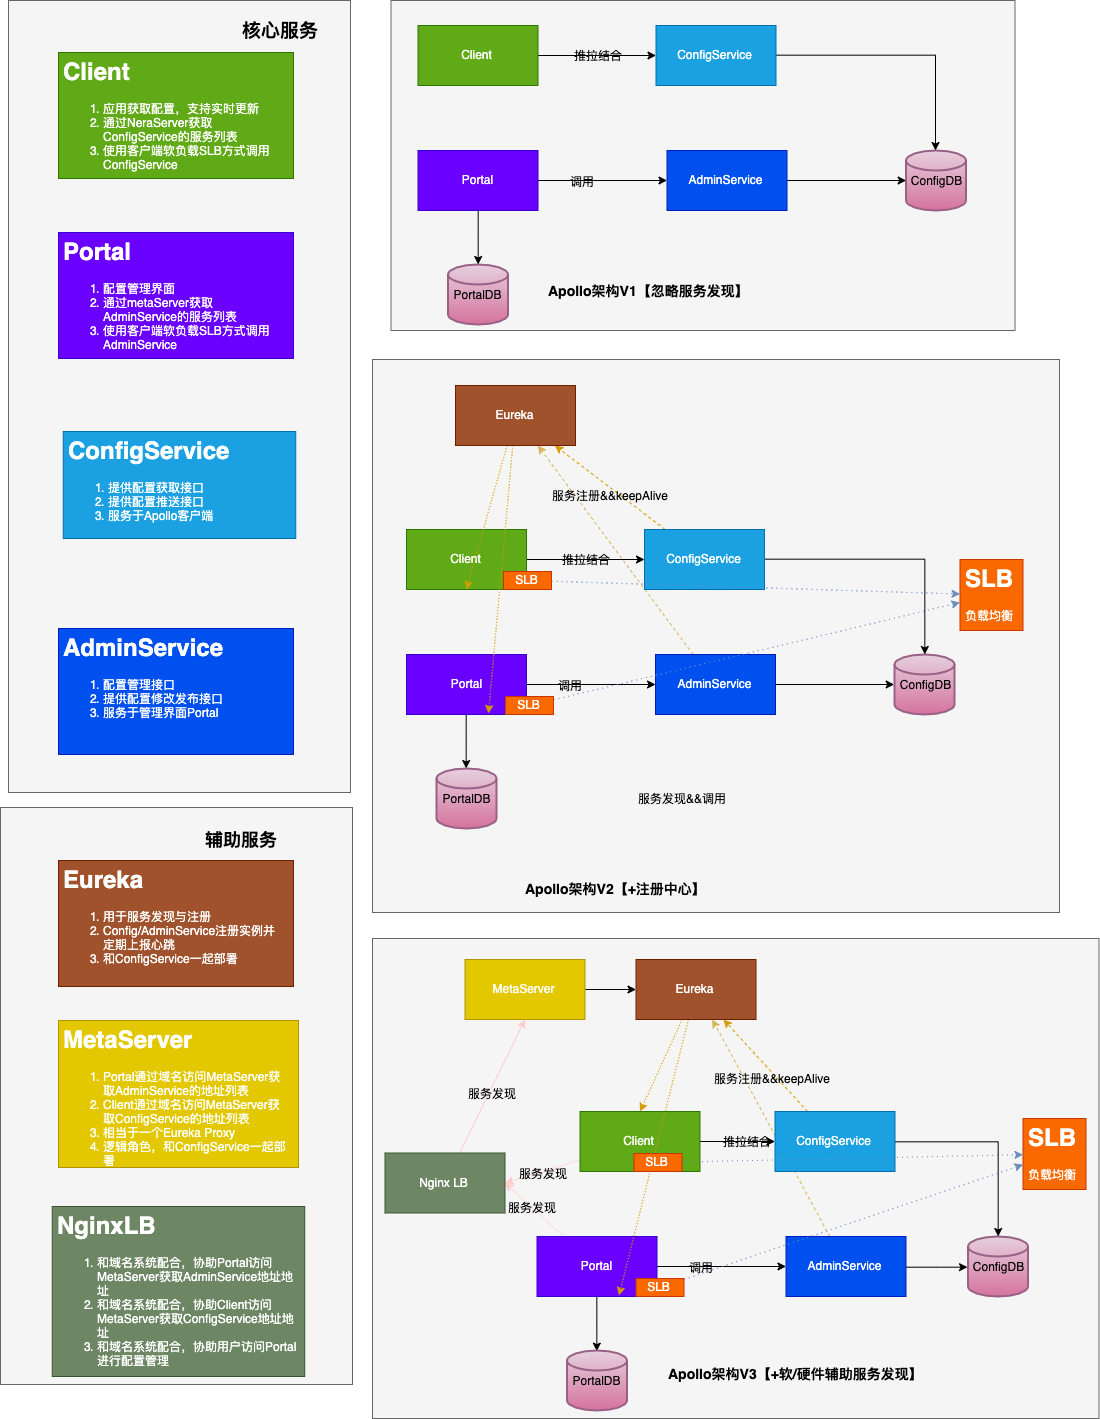 核心服务
Client
1. 应用获取配置，支持实时更新
2. 通过NeraServer获取
ConfigService的服务列表
3. 使用客户端软负载SLB方式调用
ConfigService
Portal
1. 配置管理界面
2. 通过metaServer获取
AdminService的服务列表
3. 使用客户端软负载SLB方式调用
AdminService
ConfigService
1. 提供配置获取接口
2. 提供配置推送接口
3. 服务于Apollo客户端
AdminService
1. 配置管理接口
2. 提供配置修改发布接口
3. 服务于管理界面Portal
辅助服务
Eureka
1. 用于服务发现与注册
2. Config/AdminService注册实例并
定期上报心跳
3. 和ConfigService一起部署
MetaServer
1. Portal通过域名访问MetaServer获
取AdminService的地址列表
2. Client通过域名访问MetaServer获
取ConfigService的地址列表
3. 相当于一个Eureka Proxy
4. 逻辑角色，和ConfigService一起部
署
NginxLB
1. 和域名系统配合，协助Portal访问
MetaServer获取AdminService地址地
址
2. 和域名系统配合，协助Client访问
MetaServer获取ConfigService地址地
址
3. 和域名系统配合，协助用户访问Portal
进行配置管理
Client
推拉结合
ConfigService
Portal
调用
AdminService
ConfigDB
PortalDB
Apollo架构V1【忽略服务发现】
Eureka
服务注册&&keepAlive
Client
推拉结合
ConfigService
SLB
SLB
负载均衡
Portal
调用
AdminService
ConfigDB
SLB
PortalDB
服务发现&&调用
Apollo架构V2【+注册中心】
MetaServer
Eureka
服务注册&&keepAlive
服务发现
Client
推拉结合
ConfigService
SLB
SLB
负载均衡
Nginx LB
服务发现
服务发现
Portal
调用
AdminService
ConfigDB
SLB
PortalDB
Apollo架构V3【+软/硬件辅助服务发现】